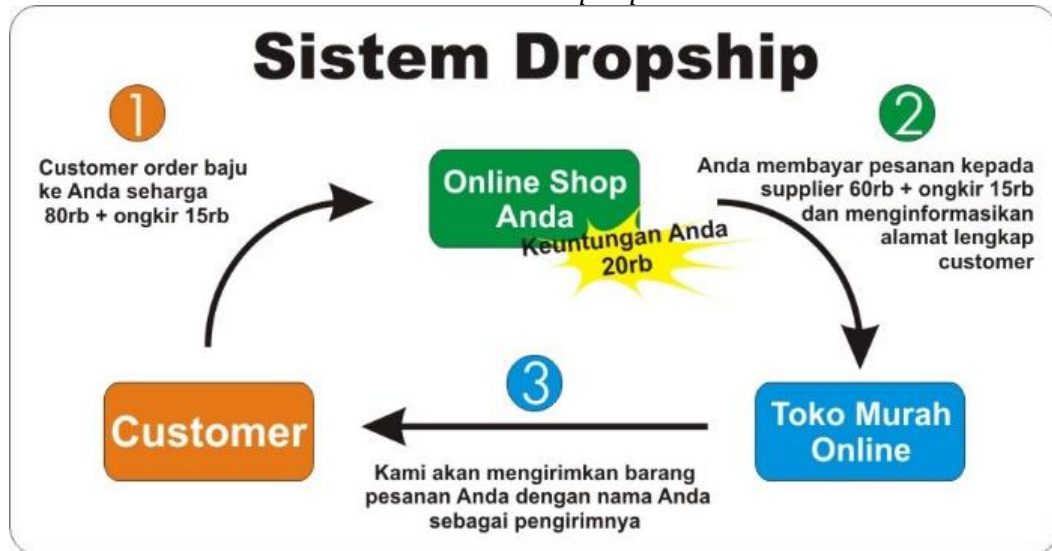 Sistem Dropship
1
Customer order baju
ke Anda seharga
80rb + ongkir 15rb
Online Shop
Anda
Keuntungan Anda
20rb
2
Anda membayar pesanan kepada
supplier 60rb + ongkir 15rb
dan menginformasikan
alamat lengkap
customer
Customer
3
Kami akan mengirimkan barang
pesanan Anda dengan nama Anda
sebagai pengirimnya
Toko Murah
Online